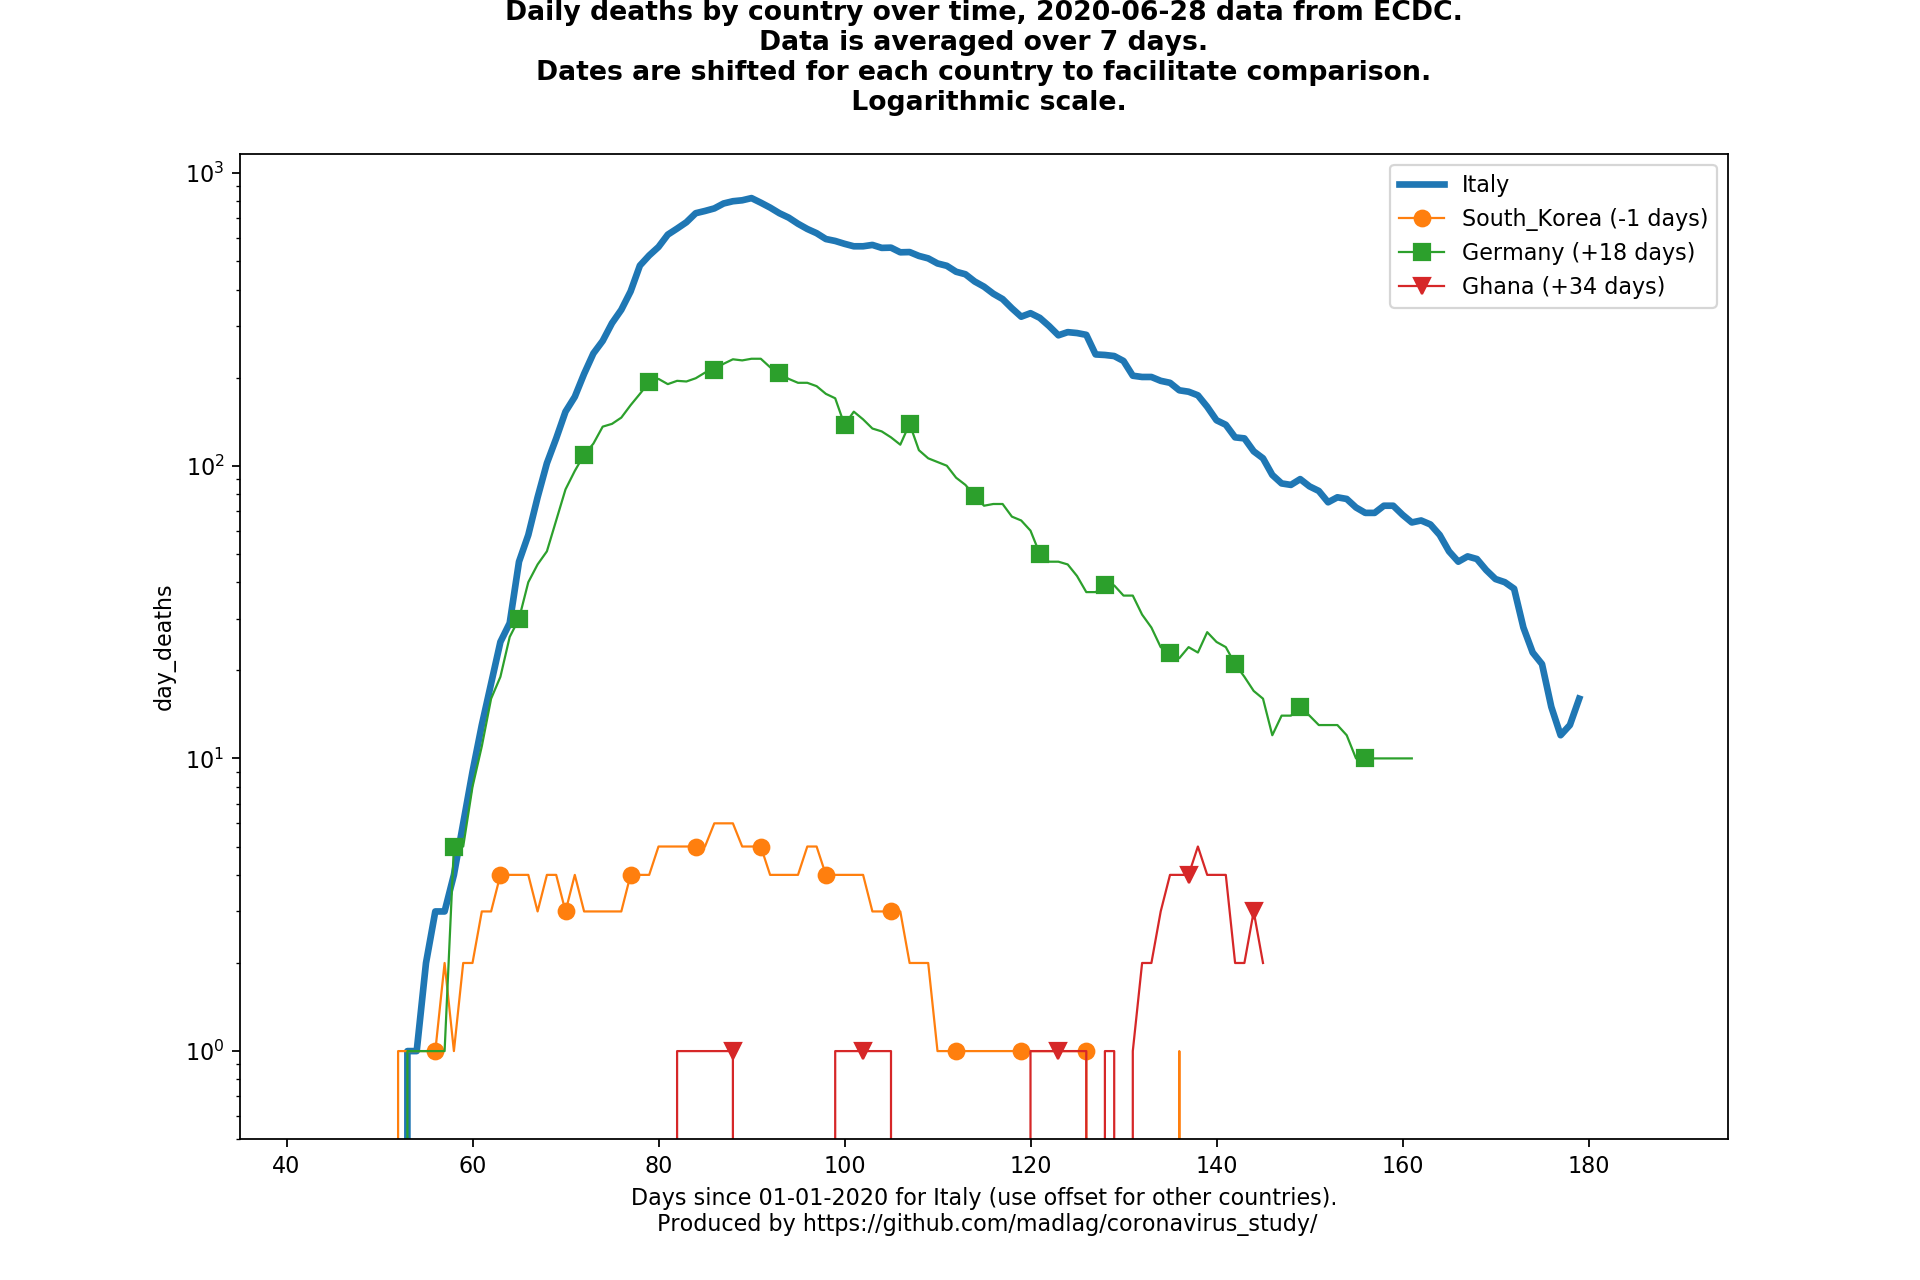 Daily deaths by country over time, 2020-06-28 data from ECDC.
Data is averaged over 7 days.
Dates are shifted for each country to facilitate comparison.
Logarithmic scale.
10³
10²
10¹
10⁰
day_deaths
Italy
South_Korea (-1 days)
Germany (+18 days)
Ghana (+34 days)
40 60 80 100 120 140 160 180
Days since 01-01-2020 for Italy (use offset for other countries).
Produced by https://github.com/madlag/coronavirus_study/